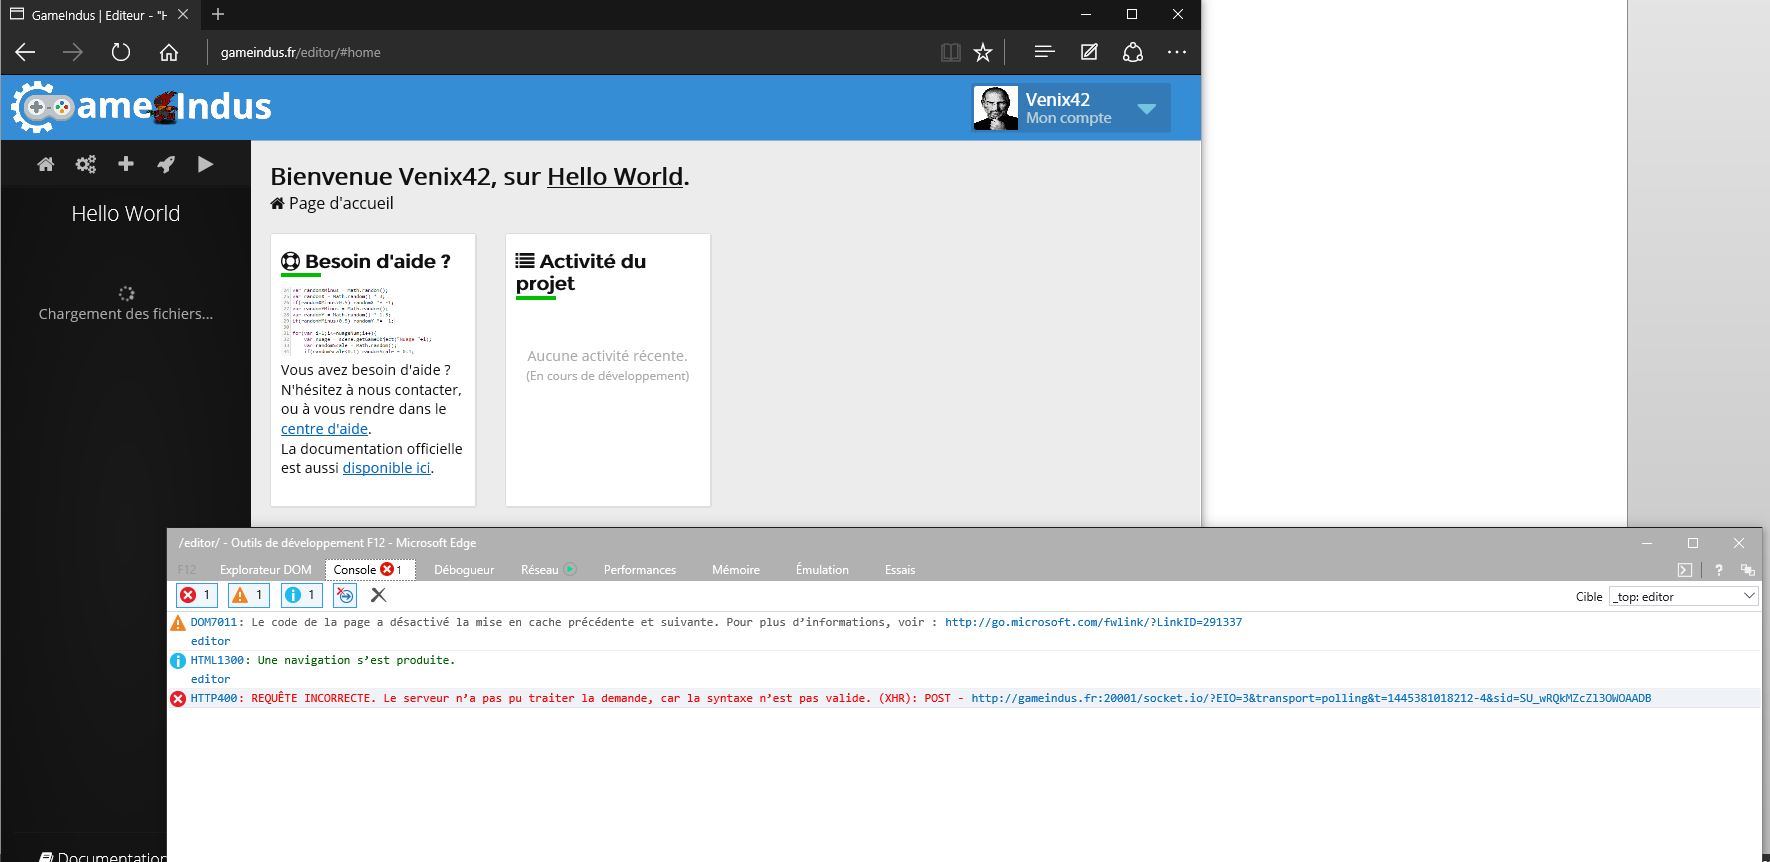 GameIndus | Editeur - "H
gameindus.fr/editor/#home
ame Indus
Venix42
Mon compte
Hello World
Chargement des fichiers...
Bienvenue Venix42, sur Hello World.
Page d'accueil
Besoin d'aide ?
Vous avez besoin d'aide ?
N'hésitez à nous contacter,
ou à vous rendre dans le
centre d'aide.
La documentation officielle
est aussi disponible ici.
Activité du
projet
Aucune activité récente.
(En cours de développement)
Documentation
/editor/ - Outils de développement F12 - Microsoft Edge
F12 Explorateur DOM Console 1 Débogueur Réseau Performances Mémoire Émulation Essais
1 1 1 Cible _top: editor
DOM7011: Le code de la page a désactivé la mise en cache précédente et suivante. Pour plus d’informations, voir : http://go.microsoft.com/fwlink/?LinkID=291337
editor
HTML1300: Une navigation s’est produite.
editor
HTTP400: REQUÊTE INCORRECTE. Le serveur n’a pas pu traiter la demande, car la syntaxe n’est pas valide. (XHR): POST - http://gameindus.fr:20001/socket.io/?EIO=3&transport=polling&t=1445381018212-4&sid=SU_wRQkMZcZl3OWOAADB